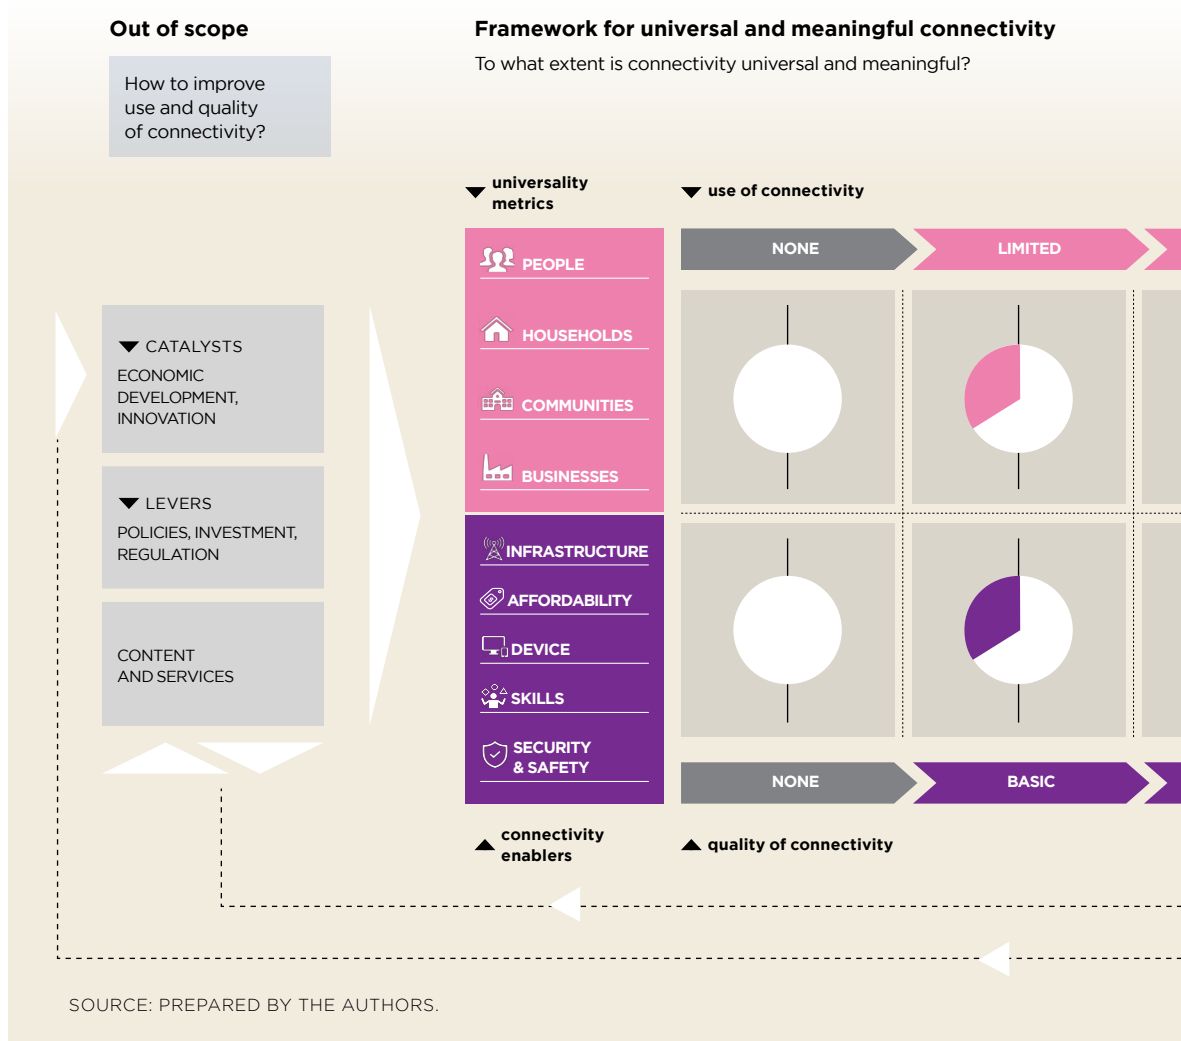 Out of scope
How to improve
use and quality
of connectivity?
Framework for universal and meaningful connectivity
To what extent is connectivity universal and meaningful?
universality
metrics
use of connectivity
PEOPLE
HOUSEHOLDS
COMMUNITIES
BUSINESSES
NONE
LIMITED
CATALYSTS
ECONOMIC
DEVELOPMENT,
INNOVATION
LEVERS
POLICIES, INVESTMENT,
REGULATION
CONTENT
AND SERVICES
INFRASTRUCTURE
AFFORDABILITY
DEVICE
SKILLS
SECURITY
& SAFETY
NONE
BASIC
connectivity
enablers
quality of connectivity
SOURCE: PREPARED BY THE AUTHORS.